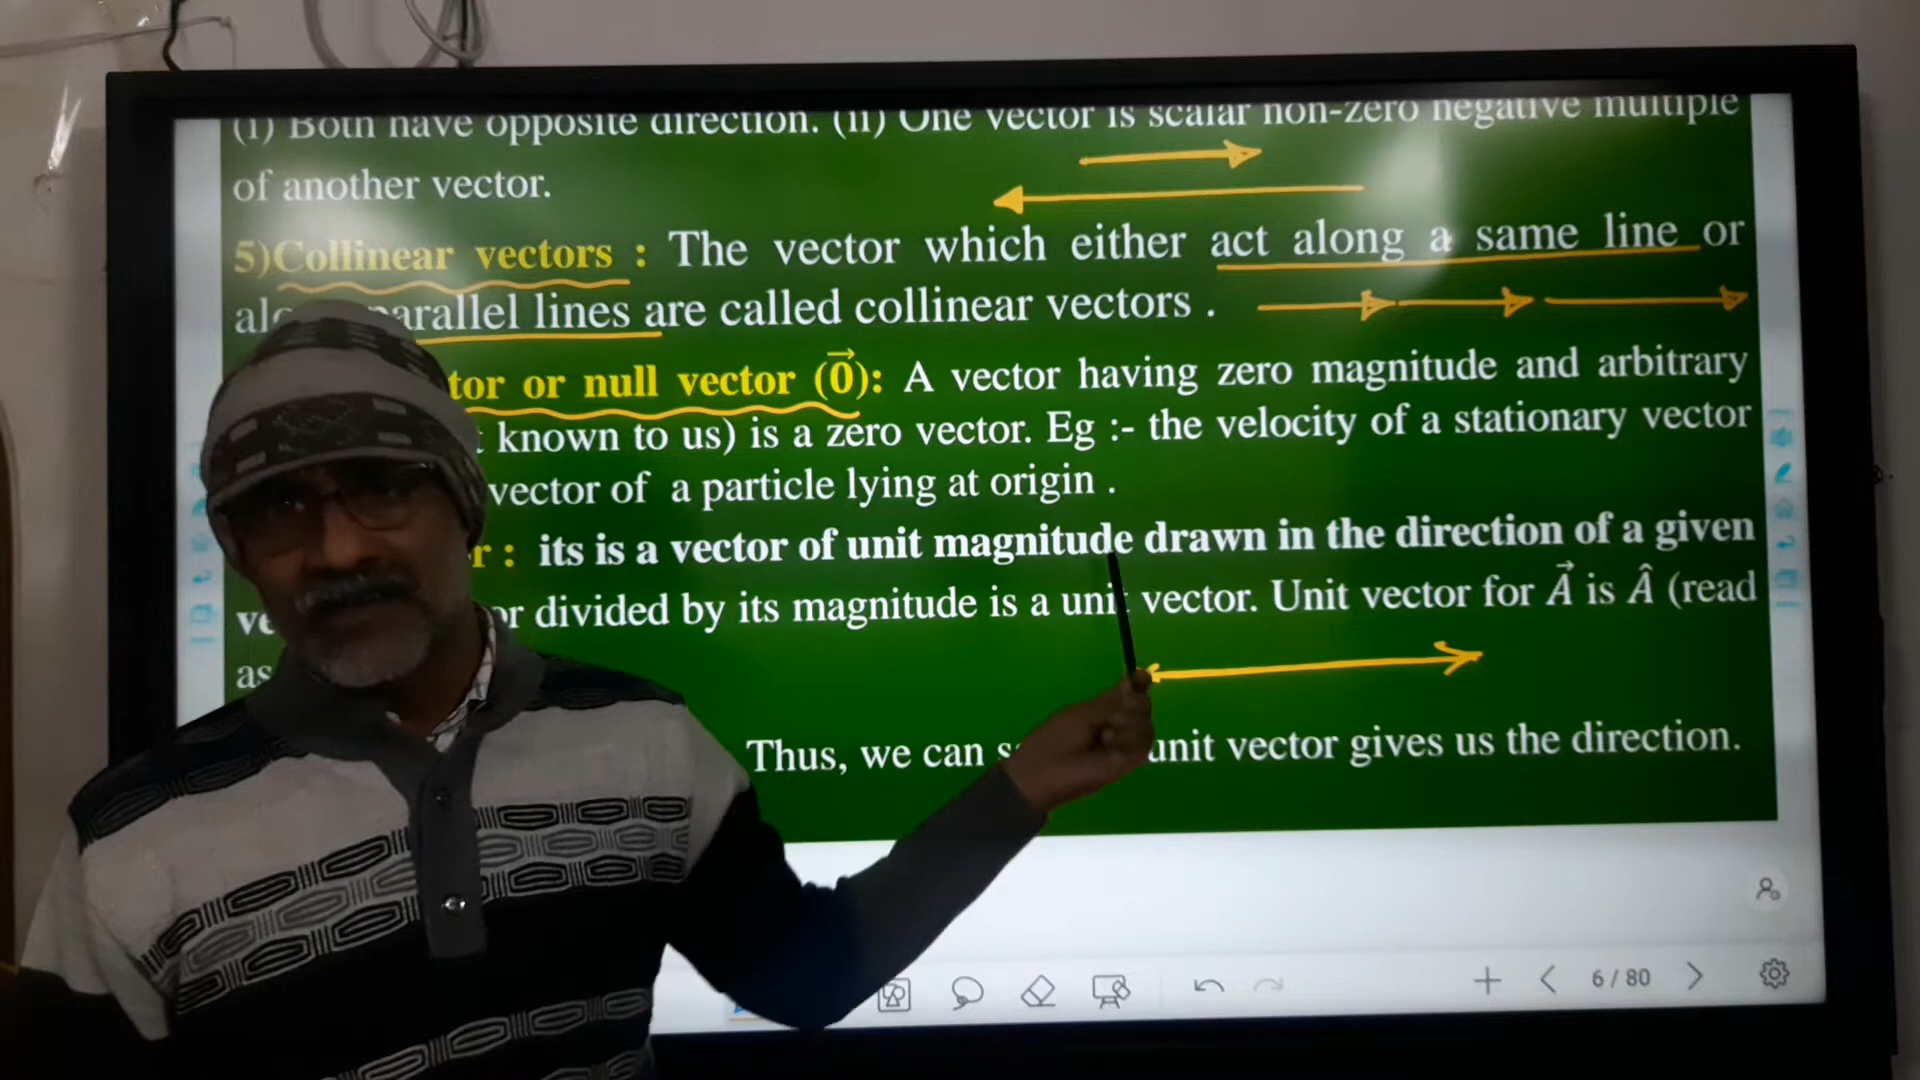 (i) Both have opposite direction. (ii) One vector is scalar non-zero negative multiple
of another vector.
5)Collinear vectors : The vector which either act along a same line or
parallel lines are called collinear vectors .
or null vector (0⃗): A vector having zero magnitude and arbitrary
known to us) is a zero vector. Eg :- the velocity of a stationary vector
vector of a particle lying at origin .
: its is a vector of unit magnitude drawn in the direction of a given
divided by its magnitude is a unit vector. Unit vector for A⃗ is Â (read
as
Thus, we can unit vector gives us the direction.
6 / 80